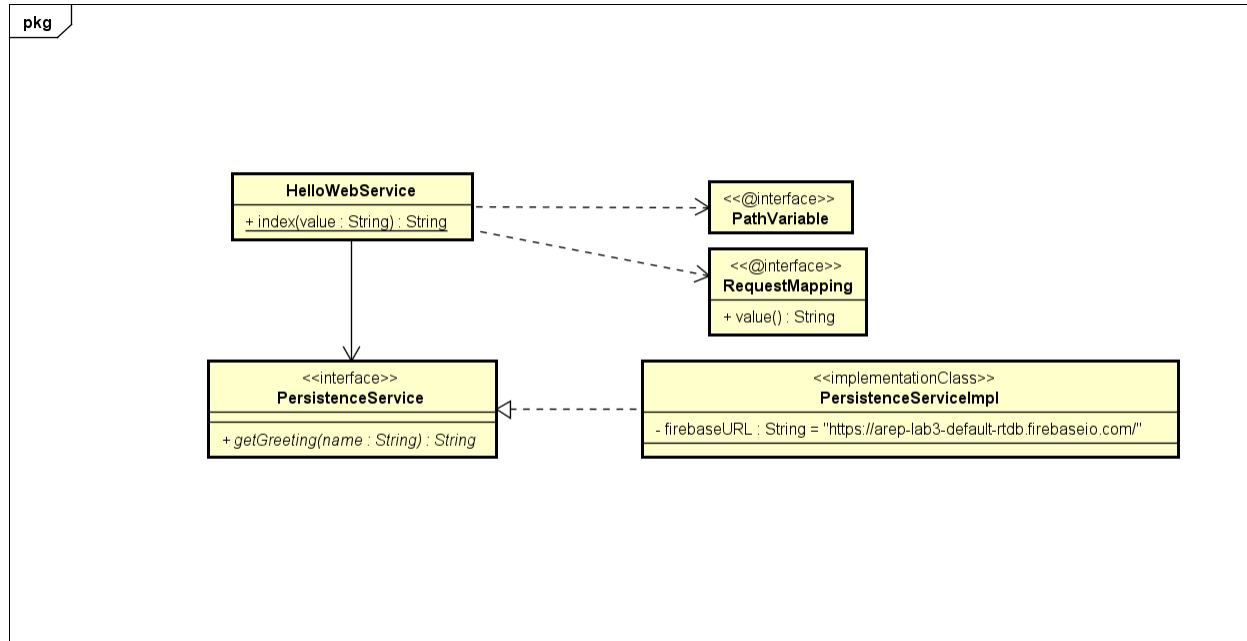 pkg
HelloWebService
+ index(value : String) : String
<<@interface>>
PathVariable
<<@interface>>
RequestMapping
+ value() : String
<<interface>>
PersistenceService
+ getGreeting(name : String) : String
<<implementationClass>>
PersistenceServiceImpl
- firebaseURL : String = "https://arep-lab3-default-rtdb.firebaseio.com/"